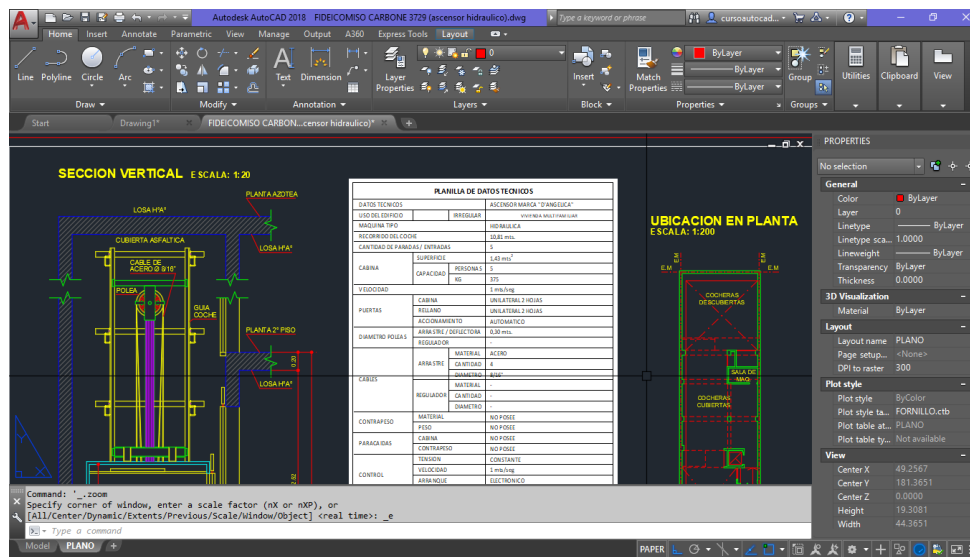 Autodesk AutoCAD 2018 FIDEICOMISO CARBONE 3729 (ascensor hidraulico).dwg
Type a keyword or phrase
cursoautocad...
Home Insert Annotate Parametric View Manage Output A360 Express Tools Layout
Line Polyline Circle Arc
Text Dimension
Layer Properties
0
Insert
Match Properties
ByLayer
ByLayer
ByLayer
Group
Utilities Clipboard View
Draw Modify Annotation Layers Block Properties Groups
Start Drawing1* FIDEICOMISO CARBON...censor hidraulico)*
SECCION VERTICAL ESCALA: 1:20
PLANTA AZOTEA
LOSA HºAº
CUBIERTA ASFALTICA
LOSA HºAº
CABLE DE
ACERO Ø 8/16"
POLEA
GUIA
COCHE
PLANTA 2º PISO
0.20
LOSA HºAº
PLANILLA DE DATOS TECNICOS
DATOS TECNICOS ASCENSOR MARCA "D'ANGELICA"
USO DEL EDIFICIO IRREGULAR VIVIENDA MULTIFAMILIAR
MAQUINA TIPO HIDRAULICA
RECORRIDO DEL COCHE 10,81 mts.
CANTIDAD DE PARADAS / ENTRADAS 5
CABINA SUPERFICIE 1,43 mts²
CAPACIDAD PERSONAS 5
KG 375
VELOCIDAD 1 mts/seg
PUERTAS CABINA UNILATERAL 2 HOJAS
RELLANO UNILATERAL 2 HOJAS
ACCIONAMIENTO AUTOMATICO
DIAMETRO POLEAS ARRASTRE / DEFLECTORA 0,30 mts.
REGULADOR -
CABLES ARRASTRE MATERIAL ACERO
CANTIDAD 4
DIAMETRO 8/16"
REGULADOR MATERIAL -
CANTIDAD -
DIAMETRO -
CONTRAPESO MATERIAL NO POSEE
PESO NO POSEE
PARACAIDAS CABINA NO POSEE
CONTRAPESO NO POSEE
CONTROL TENSION CONSTANTE
VELOCIDAD 1 mts/seg
ARRANQUE ELECTRONICO
UBICACION EN PLANTA
ESCALA: 1:200
E.M
E.M
E.M
E.M
COCHERAS
DESCUBIERTAS
SALA DE
MAQ.
COCHERAS
CUBIERTAS
PROPERTIES
No selection
General
Color ByLayer
Layer 0
Linetype ByLayer
Linetype sca... 1.0000
Lineweight ByLayer
Transparency ByLayer
Thickness 0.0000
3D Visualization
Material ByLayer
Layout
Layout name PLANO
Page setup... <None>
DPI to raster 300
Plot style
Plot style ByColor
Plot style ta... FORNILLO.ctb
Plot table at... PLANO
Plot table ty... Not available
View
Center X 49.2567
Center Y 181.3651
Center Z 0.0000
Height 19.3081
Width 44.3651
Command: '_.zoom
Specify corner of window, enter a scale factor (nX or nXP), or
[All/Center/Dynamic/Extents/Previous/Scale/Window/Object] <real time>: _e
Type a command
Model PLANO
PAPER